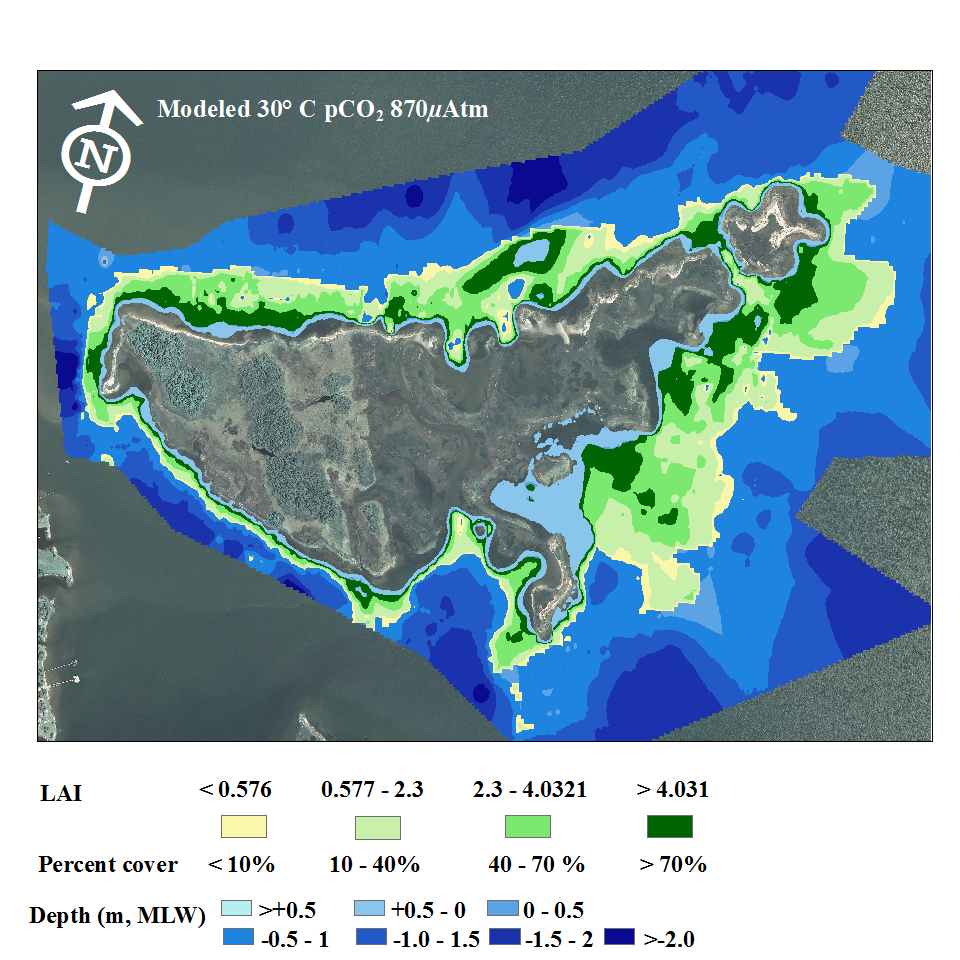 Modeled 30° C pCO₂ 870µAtm
N
LAI < 0.576 0.577 - 2.3 2.3 - 4.0321 > 4.031
Percent cover < 10% 10 - 40% 40 - 70 % > 70%
Depth (m, MLW) >+0.5 +0.5 - 0 0 - 0.5
-0.5 - 1 -1.0 - 1.5 -1.5 - 2 >-2.0